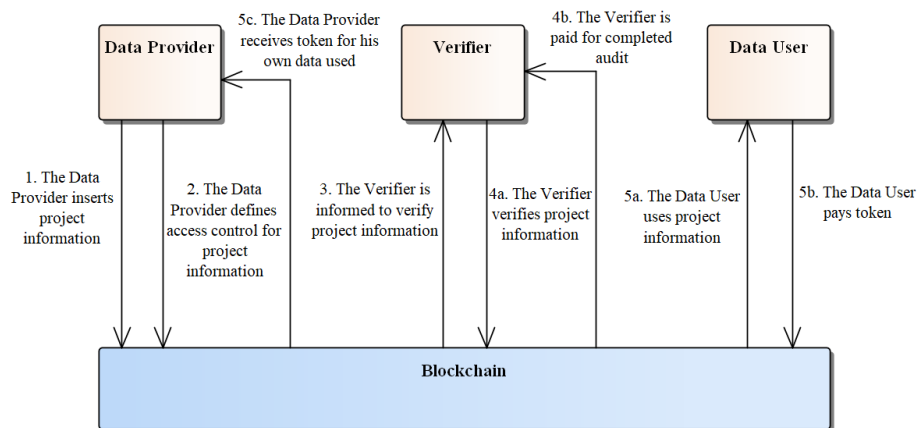 Data Provider
5c. The Data Provider
receives token for his
own data used
Verifier
4b. The Verifier is
paid for completed
audit
Data User
1. The Data
Provider inserts
project
information
2. The Data
Provider defines
access control for
project
information
3. The Verifier is
informed to verify
project information
4a. The Verifier
verifies project
information
5a. The Data User
uses project
information
5b. The Data User
pays token
Blockchain